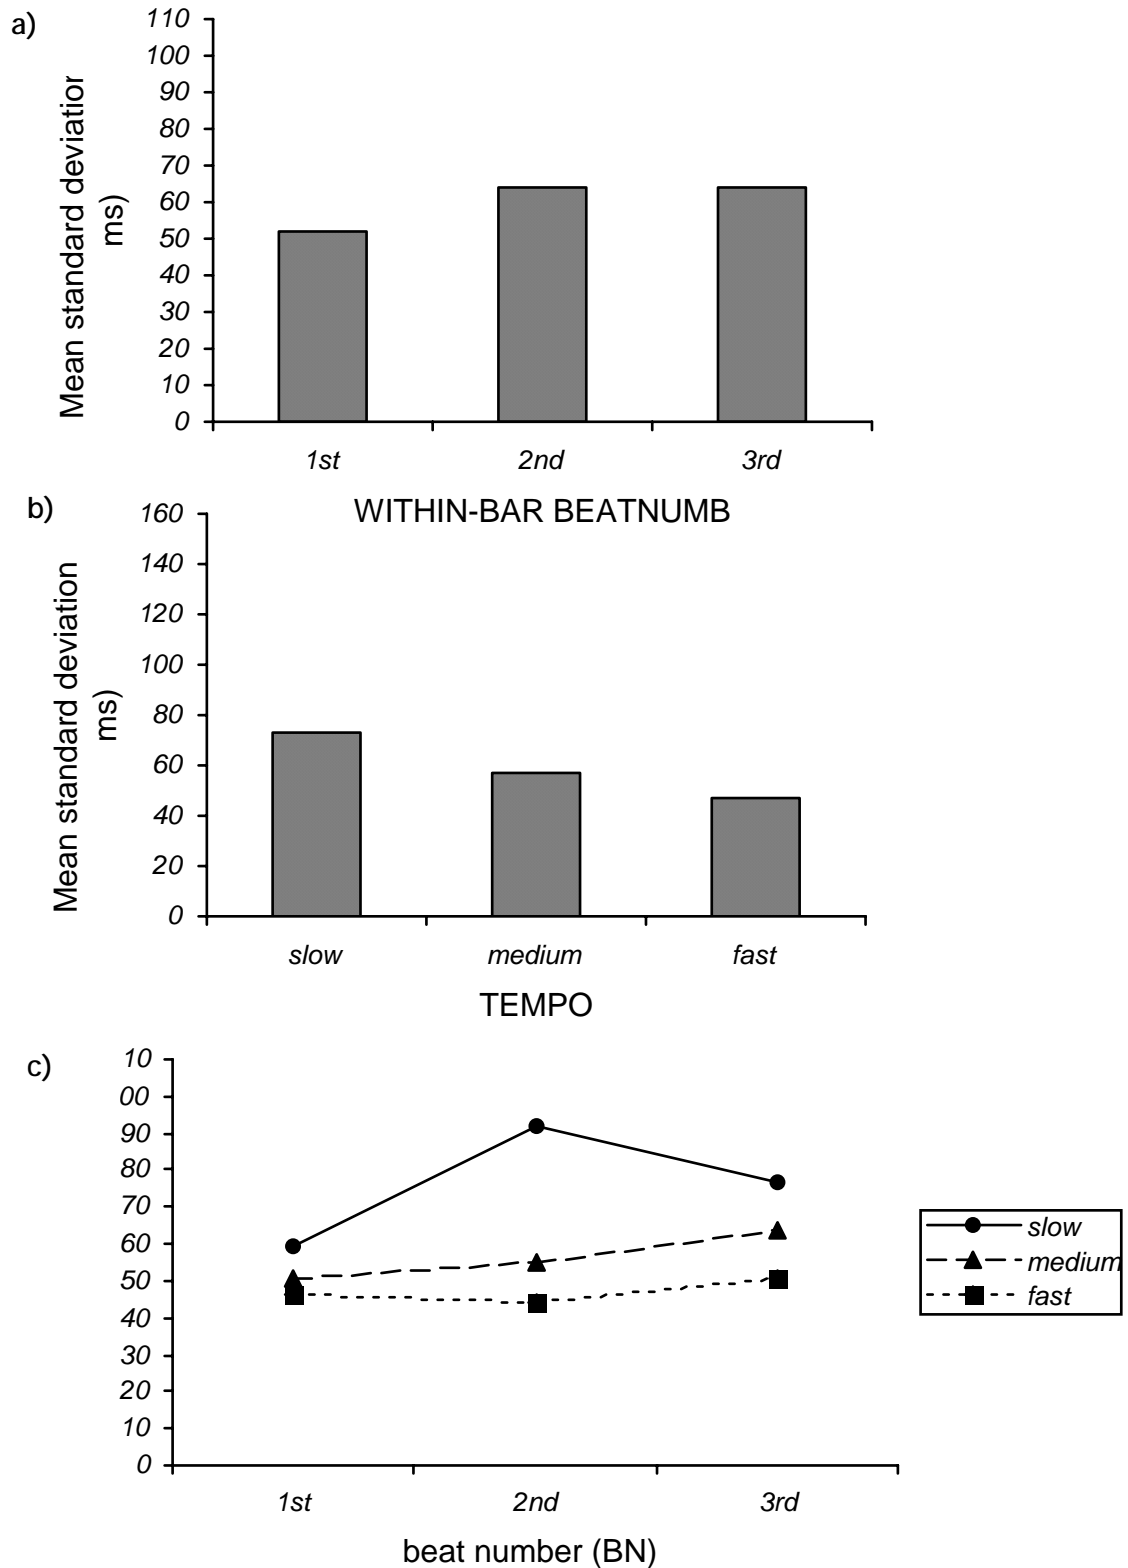 a)
110
100
90
80
70
60
50
40
30
20
10
0
Mean standard deviatior
ms)
1st 2nd 3rd
WITHIN-BAR BEATNUMB
b)
160
140
120
100
80
60
40
20
0
Mean standard deviation
ms)
slow medium fast
TEMPO
c)
10
00
90
80
70
60
50
40
30
20
10
0
slow
medium
fast
1st 2nd 3rd
beat number (BN)